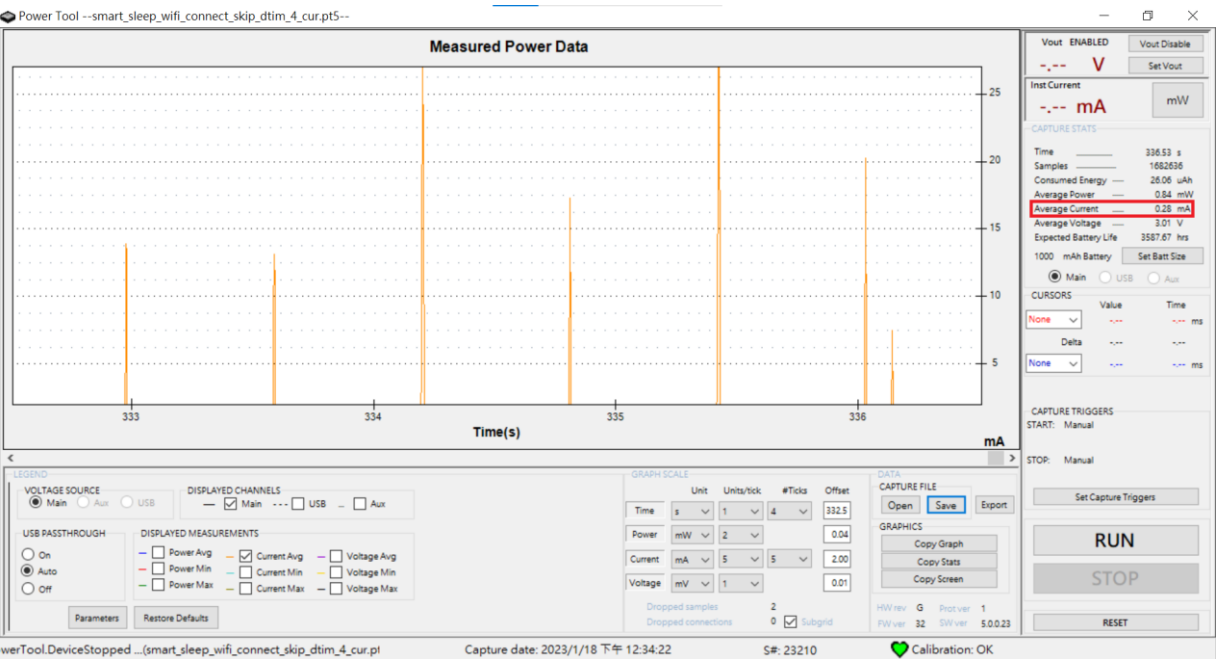 Power Tool --smart_sleep_wifi_connect_skip_dtim_4_cur.pt5--
Measured Power Data
25
20
15
10
5
333 334 335 336
Time(s)
mA
Vout ENABLED Vout Disable
-.-- V Set Vout
Inst Current
-.-- mA mW
CAPTURE STATS
Time 336.53 s
Samples 1682636
Consumed Energy 26.06 uAh
Average Power 0.84 mW
Average Current 0.28 mA
Average Voltage 3.01 V
Expected Battery Life 3587.67 hrs
1000 mAh Battery Set Batt Size
Main USB Aux
CURSORS
Value Time
None -.-- -.-- ms
Delta -.-- -.--
None -.-- -.-- ms
CAPTURE TRIGGERS
START: Manual
STOP: Manual
Set Capture Triggers
RUN
STOP
RESET
LEGEND
VOLTAGE SOURCE
Main Aux USB
DISPLAYED CHANNELS
Main USB Aux
USB PASSTHROUGH
On
Auto
Off
DISPLAYED MEASUREMENTS
Power Avg Current Avg Voltage Avg
Power Min Current Min Voltage Min
Power Max Current Max Voltage Max
Parameters Restore Defaults
GRAPH SCALE
Unit Units/tick #Ticks Offset
Time s 1 4 332.5
Power mW 2 0.04
Current mA 5 5 2.00
Voltage mV 1 0.01
Dropped samples 2
Dropped connections 0 Subgrid
DATA
CAPTURE FILE
Open Save Export
GRAPHICS
Copy Graph
Copy Stats
Copy Screen
HW rev G Prot ver 1
FW ver 32 SW ver 5.0.0.23
werTool.DeviceStopped ...(smart_sleep_wifi_connect_skip_dtim_4_cur.pt Capture date: 2023/1/18 下午 12:34:22 S#: 23210 Calibration: OK